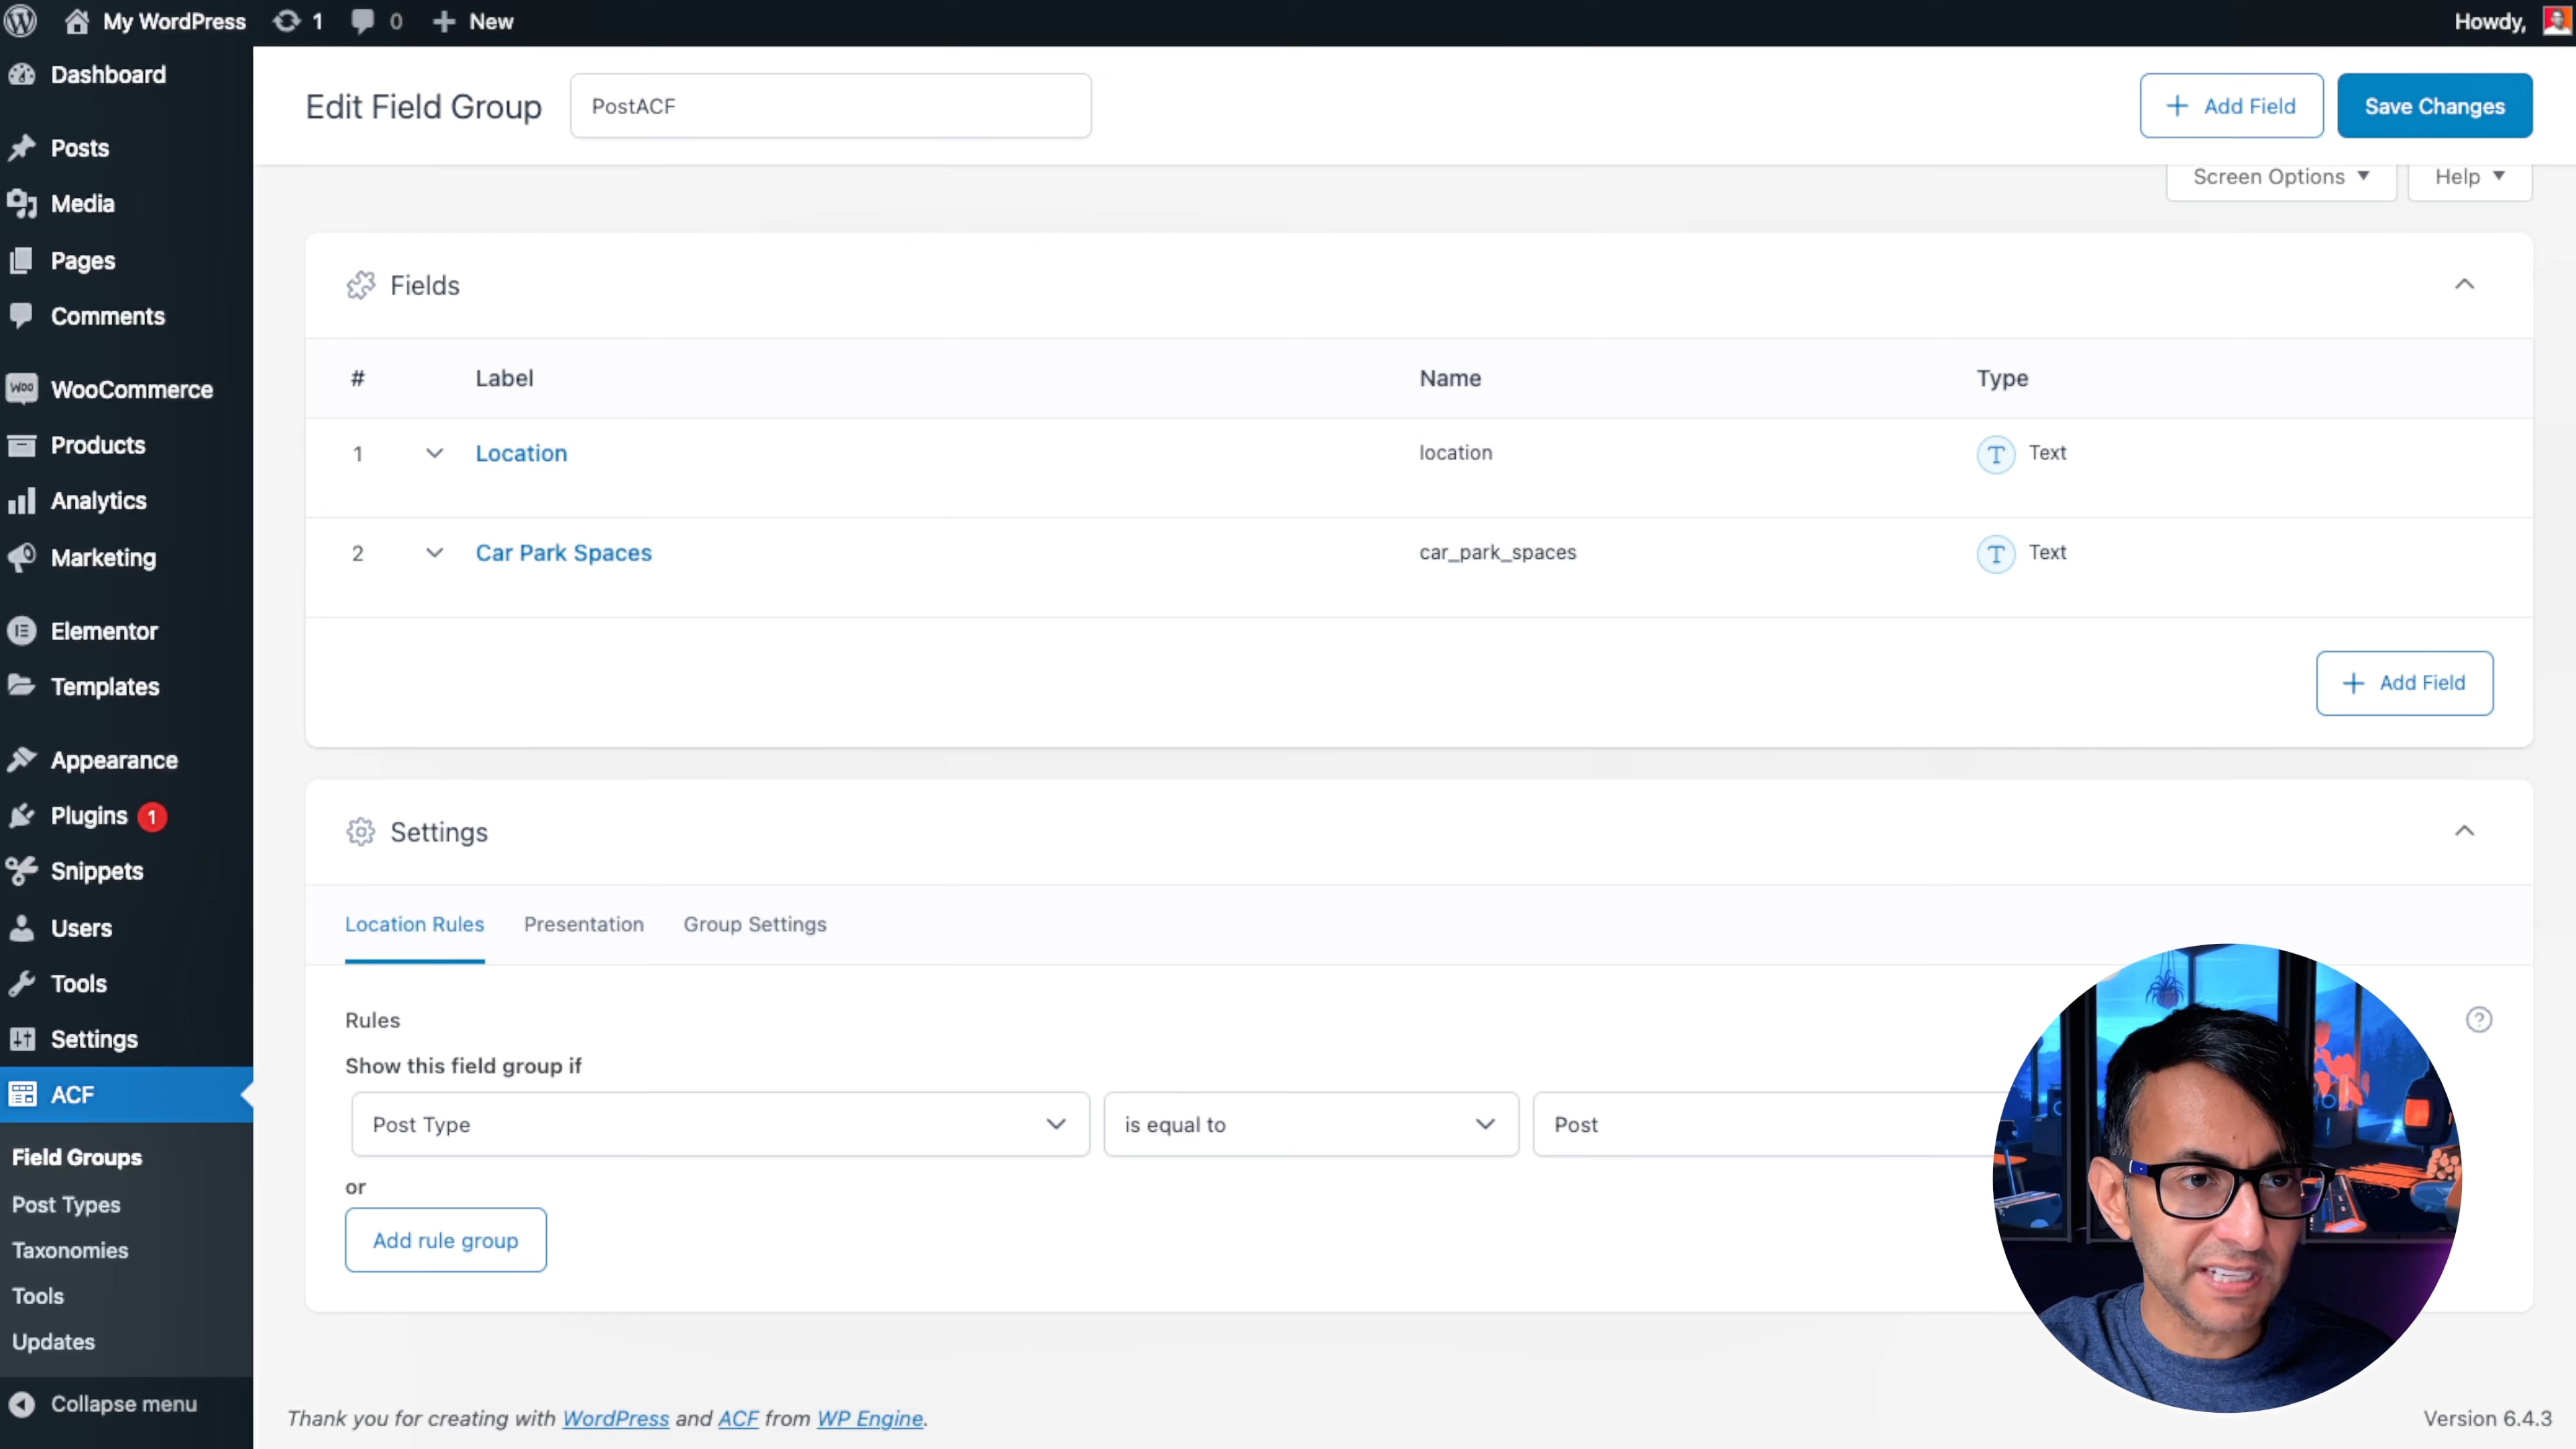 My WordPress 1 0 New Howdy,
Dashboard
Posts
Media
Pages
Comments
WooCommerce
Products
Analytics
Marketing
Elementor
Templates
Appearance
Plugins 1
Snippets
Users
Tools
Settings
ACF
Field Groups
Post Types
Taxonomies
Tools
Updates
Collapse menu
Edit Field Group PostACF Add Field Save Changes
Screen Options Help
Fields
# Label Name Type
1 Location location T Text
2 Car Park Spaces car_park_spaces T Text
Add Field
Settings
Location Rules Presentation Group Settings
Rules
Show this field group if
Post Type is equal to Post
or
Add rule group
Thank you for creating with WordPress and ACF from WP Engine.
Version 6.4.3